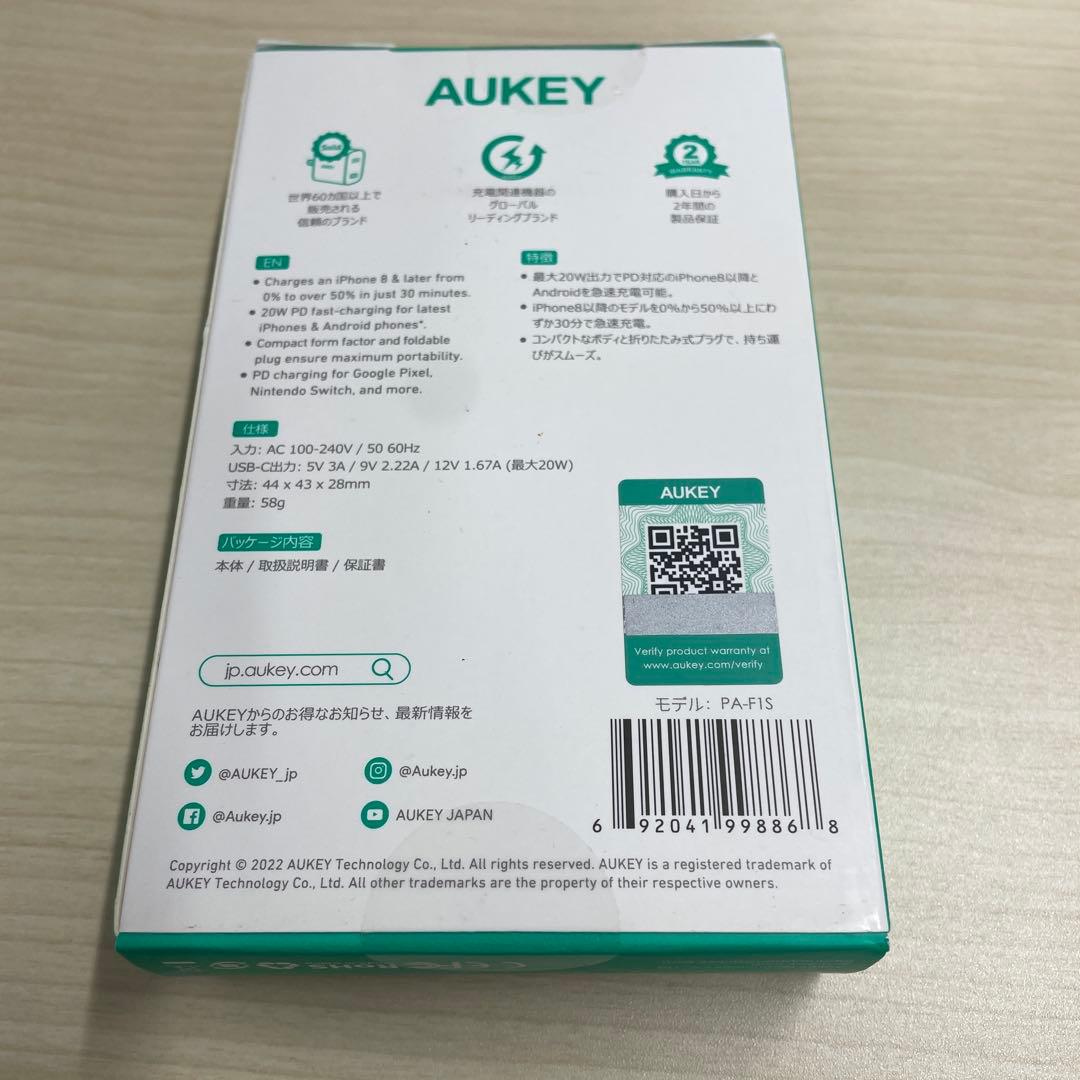 AUKEY
Sold
世界60カ国以上で
販売される
信頼のブランド
充電関連機器の
グローバル
リーディングブランド
2
YEAR
購入日から
2年間の
製品保証
EN
• Charges an iPhone 8 & later from
0% to over 50% in just 30 minutes.
• 20W PD fast-charging for latest
iPhones & Android phones*.
• Compact form factor and foldable
plug ensure maximum portability.
• PD charging for Google Pixel,
Nintendo Switch, and more.
特徴
• 最大20W出力でPD対応のiPhone8以降と
Androidを急速充電可能。
• iPhone8以降のモデルを0%から50%以上にわ
ずか30分で急速充電。
• コンパクトなボディと折りたたみ式プラグで、持ち運
びがスムーズ。
仕様
入力: AC 100-240V / 50 60Hz
USB-C出力: 5V 3A / 9V 2.22A / 12V 1.67A (最大20W)
寸法: 44 x 43 x 28mm
重量: 58g
パッケージ内容
本体 / 取扱説明書 / 保証書
AUKEY
Verify product warranty at
www.aukey.com/verify
jp.aukey.com
AUKEYからのお得なお知らせ、最新情報を
お届けします。
@AUKEY_jp
@Aukey.jp
@Aukey.jp
AUKEY JAPAN
モデル: PA-F1S
6 92041 99886 8
Copyright © 2022 AUKEY Technology Co., Ltd. All rights reserved. AUKEY is a registered trademark of
AUKEY Technology Co., Ltd. All other trademarks are the property of their respective owners.